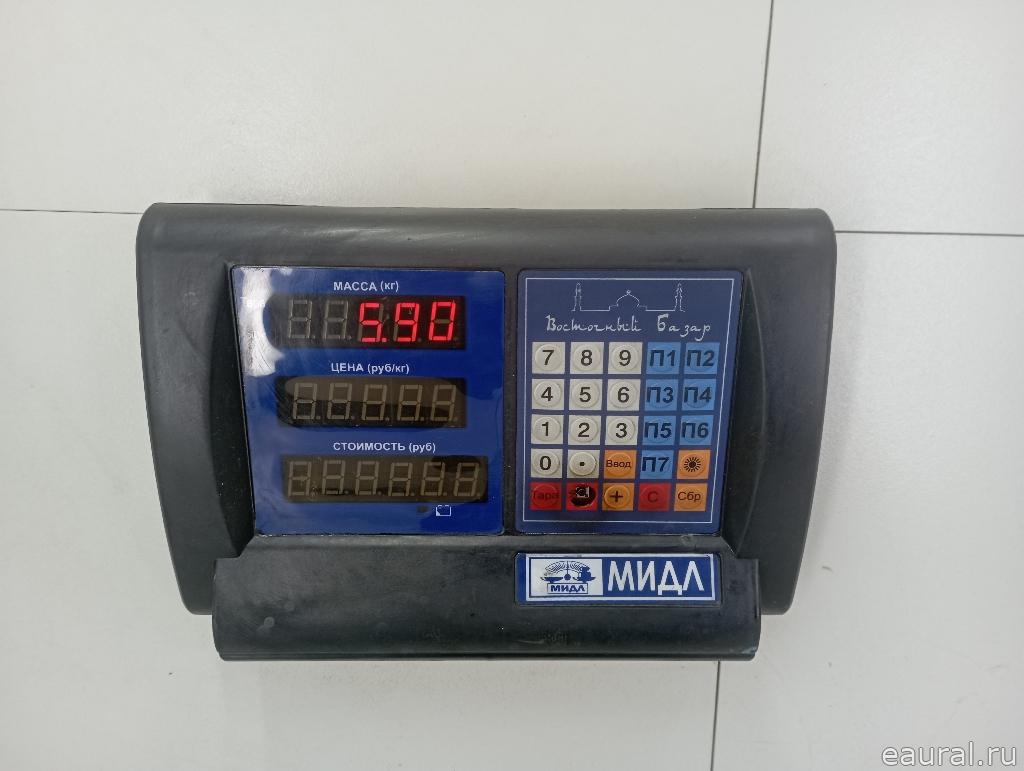 МАССА (кг)
5.90
ЦЕНА (руб/кг)
СТОИМОСТЬ (руб)
Восточный Базар
7 8 9 П1 П2
4 5 6 П3 П4
1 2 3 П5 П6
0 . Ввод П7
Тара + С Сбр
МИДЛ
МИДЛ
eaural.ru